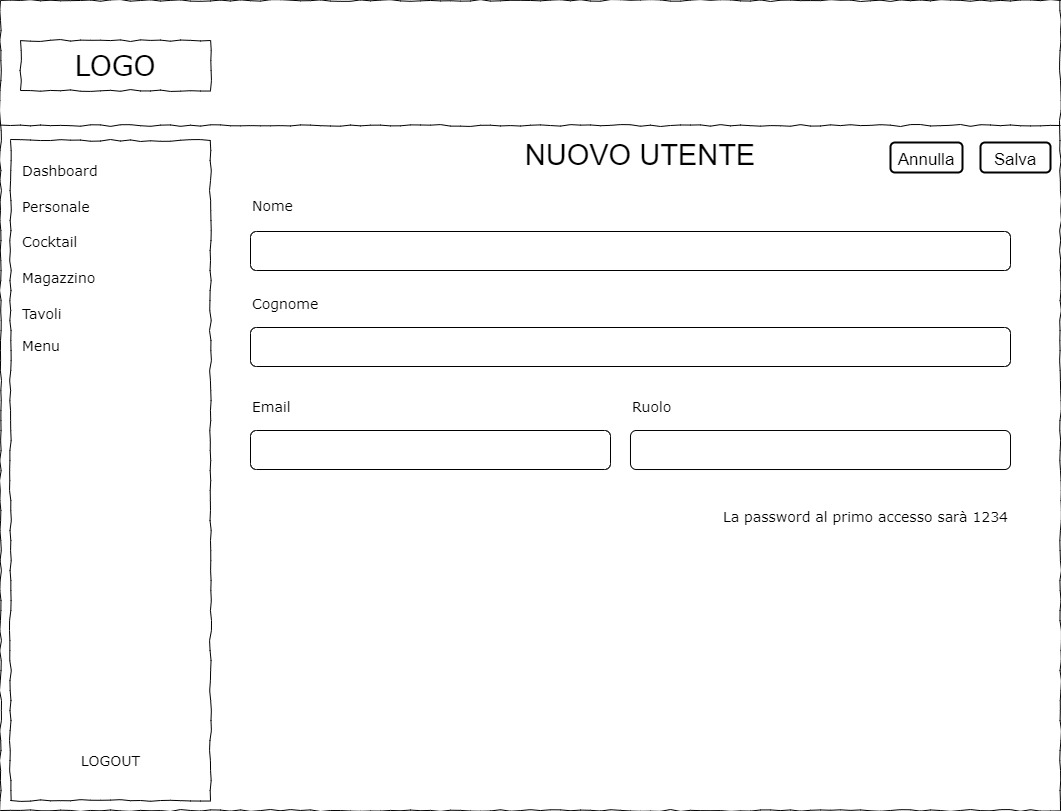 LOGO
NUOVO UTENTE
Annulla
Salva
Dashboard
Personale
Cocktail
Magazzino
Tavoli
Menu
LOGOUT
Nome
Cognome
Email
Ruolo
La password al primo accesso sarà 1234